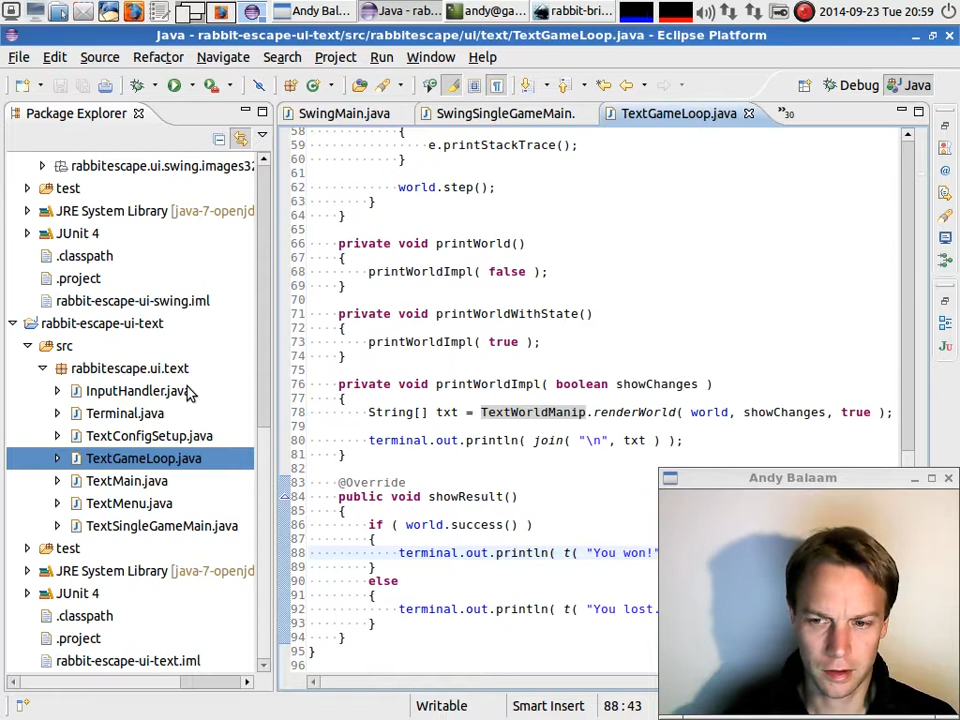 Andy Bal...
Java - rab...
andy@ga...
rabbit-bri...
2014-09-23 Tue 20:59
Java - rabbit-escape-ui-text/src/rabbitescape/ui/text/TextGameLoop.java - Eclipse Platform
File Edit Source Refactor Navigate Search Project Run Window Help
Debug Java
Package Explorer
SwingMain.java SwingSingleGameMain. TextGameLoop.java »30
rabbitescape.ui.swing.images32
test
JRE System Library [java-7-openjd
JUnit 4
.classpath
.project
rabbit-escape-ui-swing.iml
rabbit-escape-ui-text
src
rabbitescape.ui.text
InputHandler.java
Terminal.java
TextConfigSetup.java
TextGameLoop.java
TextMain.java
TextMenu.java
TextSingleGameMain.java
test
JRE System Library [java-7-openjd
JUnit 4
.classpath
.project
rabbit-escape-ui-text.iml
58 {
59 e.printStackTrace();
60 }
61
62 world.step();
63 }
64 }
65
66 private void printWorld()
67 {
68 printWorldImpl( false );
69 }
70
71 private void printWorldWithState()
72 {
73 printWorldImpl( true );
74 }
75
76 private void printWorldImpl( boolean showChanges )
77 {
78 String[] txt = TextWorldManip.renderWorld( world, showChanges, true );
79
80 terminal.out.println( join( "\n", txt ) );
81 }
82
83 @Override
84 public void showResult()
85 {
86 if ( world.success() )
87 {
88 terminal.out.println( t( "You won!"
89 }
90 else
91 {
92 terminal.out.println( t( "You lost.
93 }
94 }
95 }
96
Andy Balaam
Writable Smart Insert 88:43